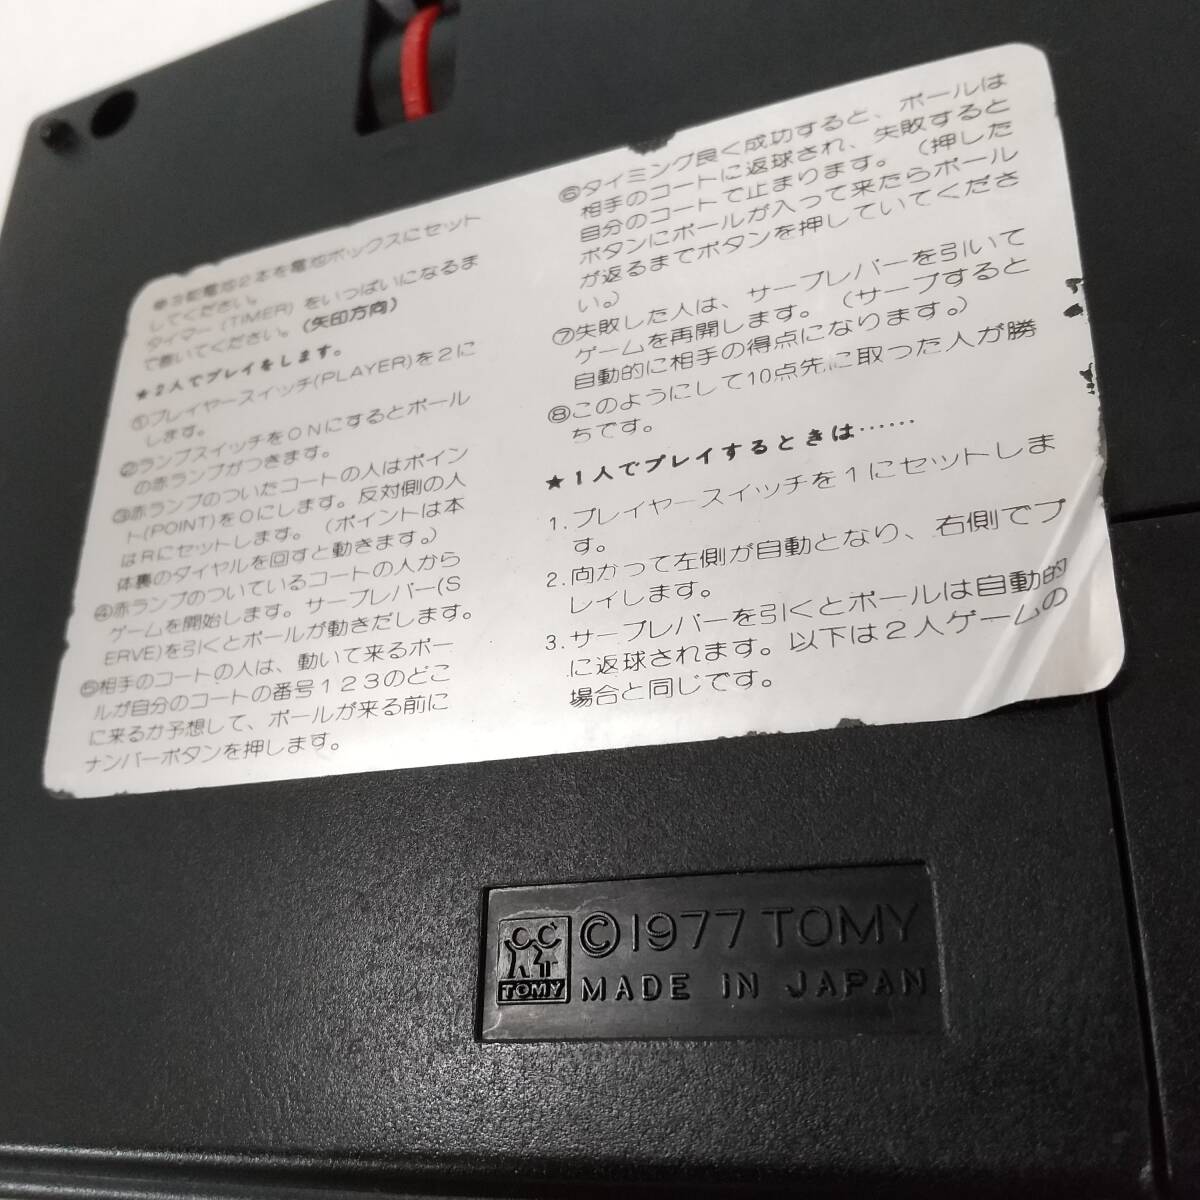 ●3号電池2本を電池ボックスにセット
してください。
タイマー(TIMER)をいっぱいになるま
で巻いてください。(矢印方向)
★2人でプレイをします。
①プレイヤースイッチ(PLAYER)を2に
します。
②ランプスイッチをONにするとポール
の赤ランプがつきます。
③赤ランプのついたコートの人はポイン
ト(POINT)を0にします。反対側の人
はRにセットします。(ポイントは本
体裏のダイヤルを回すと動きます。)
④赤ランプのついているコートの人から
ゲームを開始します。サーブレバー(S
ERVE)を引くとボールが動きだします。
⑤相手のコートの人は、動いて来るボー
ルが自分のコートの番号123のどこ
に来るか予想して、ボールが来る前に
ナンバーボタンを押します。
⑥タイミング良く成功すると、ボールは
相手のコートに返球され、失敗すると
自分のコートで止まります。(押した
ボタンにボールが入って来たらボール
が返るまでボタンを押していてくださ
い。)
⑦失敗した人は、サーブレバーを引いて
ゲームを再開します。(サーブすると
自動的に相手の得点になります。)
⑧このようにして10点先に取った人が勝
ちです。
★1人でプレイするときは……
1.プレイヤースイッチを1にセットしま
す。
2.向かって左側が自動となり、右側でプ
レイします。
3.サーブレバーを引くとボールは自動的
に返球されます。以下は2人ゲームの
場合と同じです。
TOMY
©1977 TOMY
MADE IN JAPAN